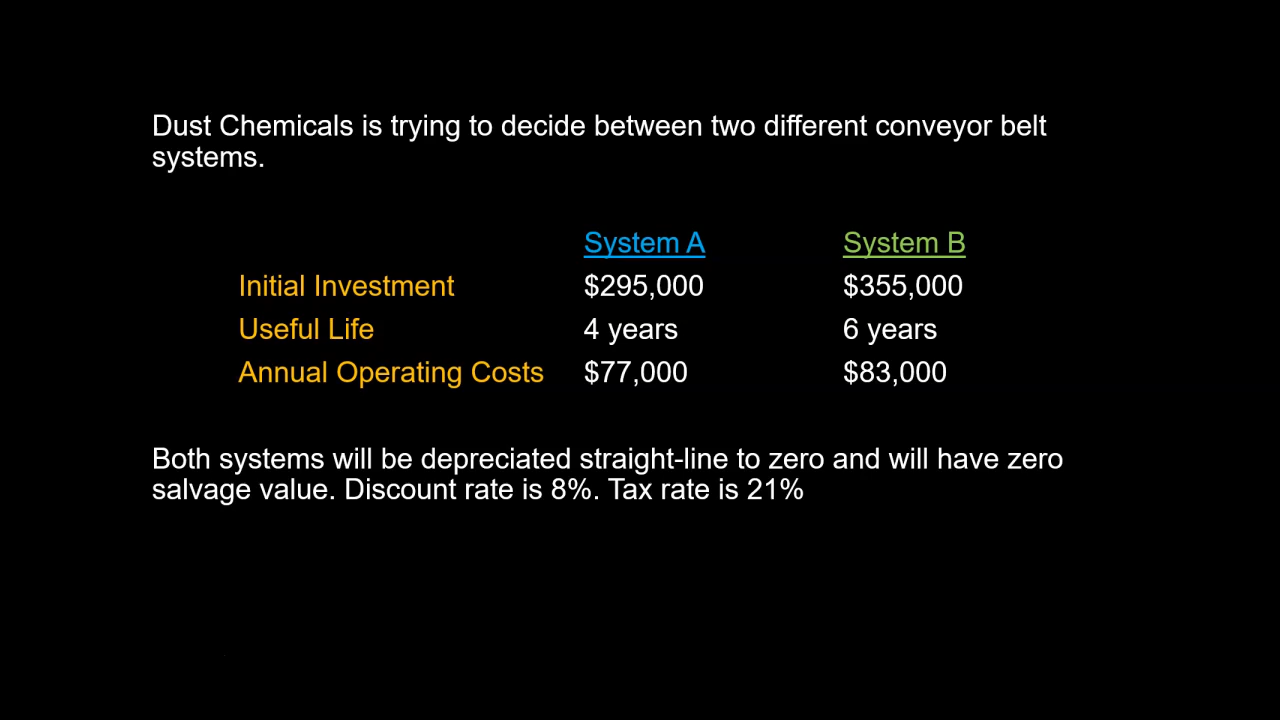 Dust Chemicals is trying to decide between two different conveyor belt
systems.
System A System B
Initial Investment $295,000 $355,000
Useful Life 4 years 6 years
Annual Operating Costs $77,000 $83,000
Both systems will be depreciated straight-line to zero and will have zero
salvage value. Discount rate is 8%. Tax rate is 21%